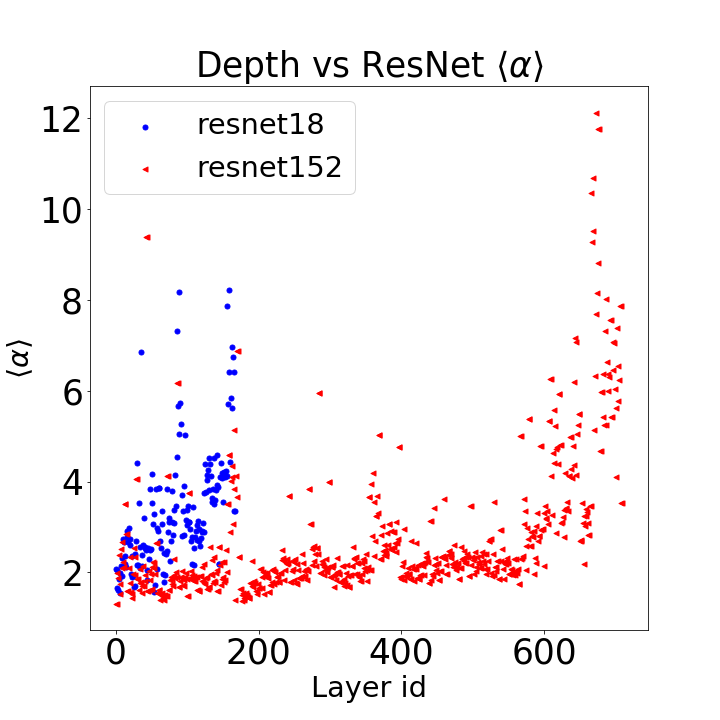 Depth vs ResNet ⟨α⟩
resnet18
resnet152
12
10
8
6
4
2
⟨α⟩
0 200 400 600
Layer id